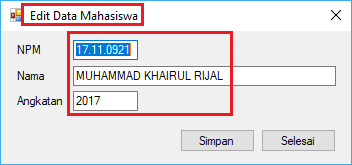 Edit Data Mahasiswa
NPM 17.11.0921
Nama MUHAMMAD KHAIRUL RIJAL
Angkatan 2017
Simpan Selesai